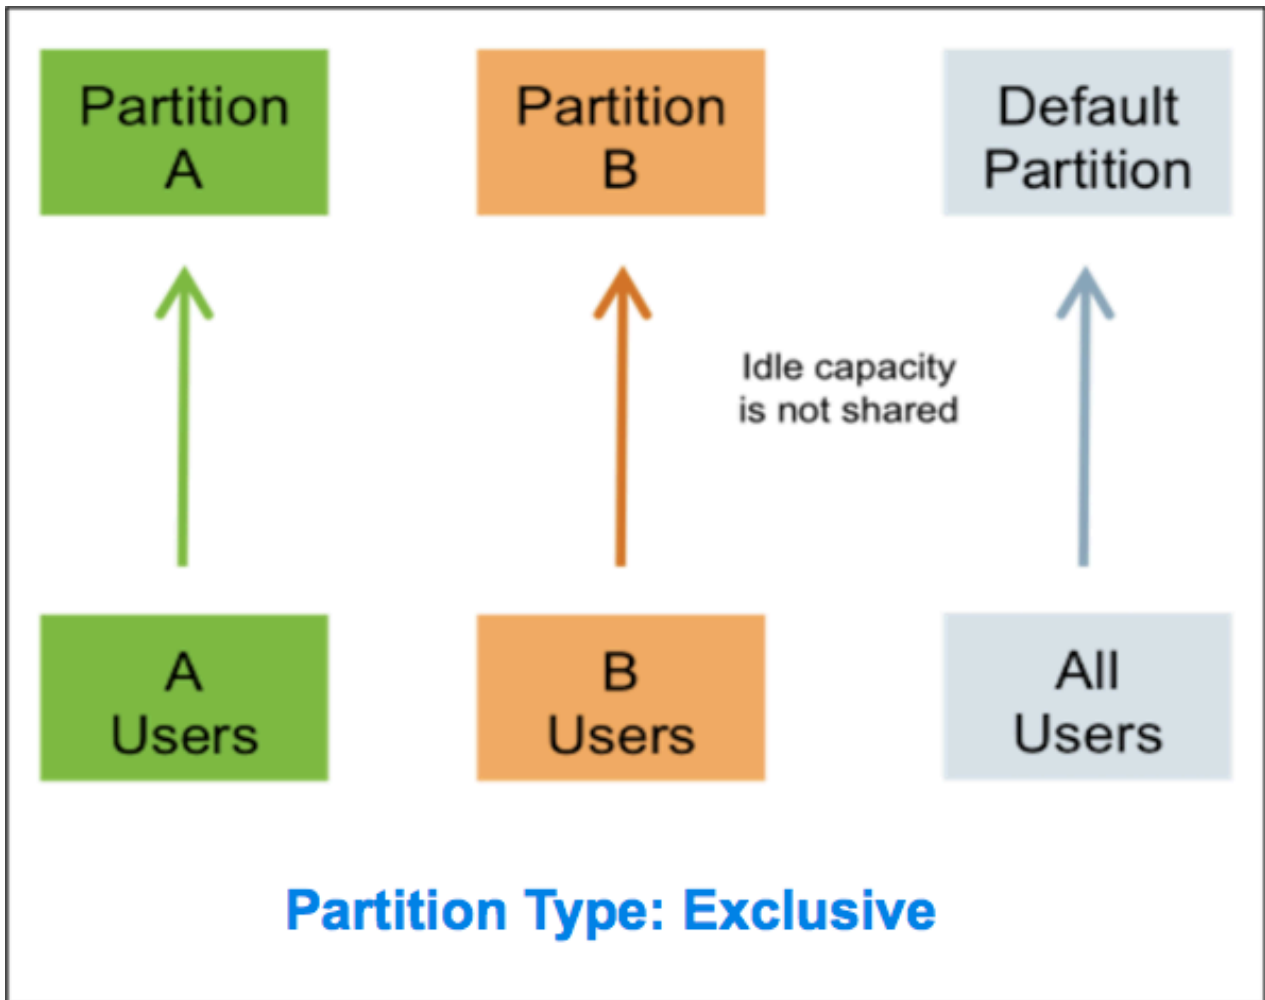 Partition
A
Partition
B
Default
Partition
Idle capacity
is not shared
A
Users
B
Users
All
Users
Partition Type: Exclusive